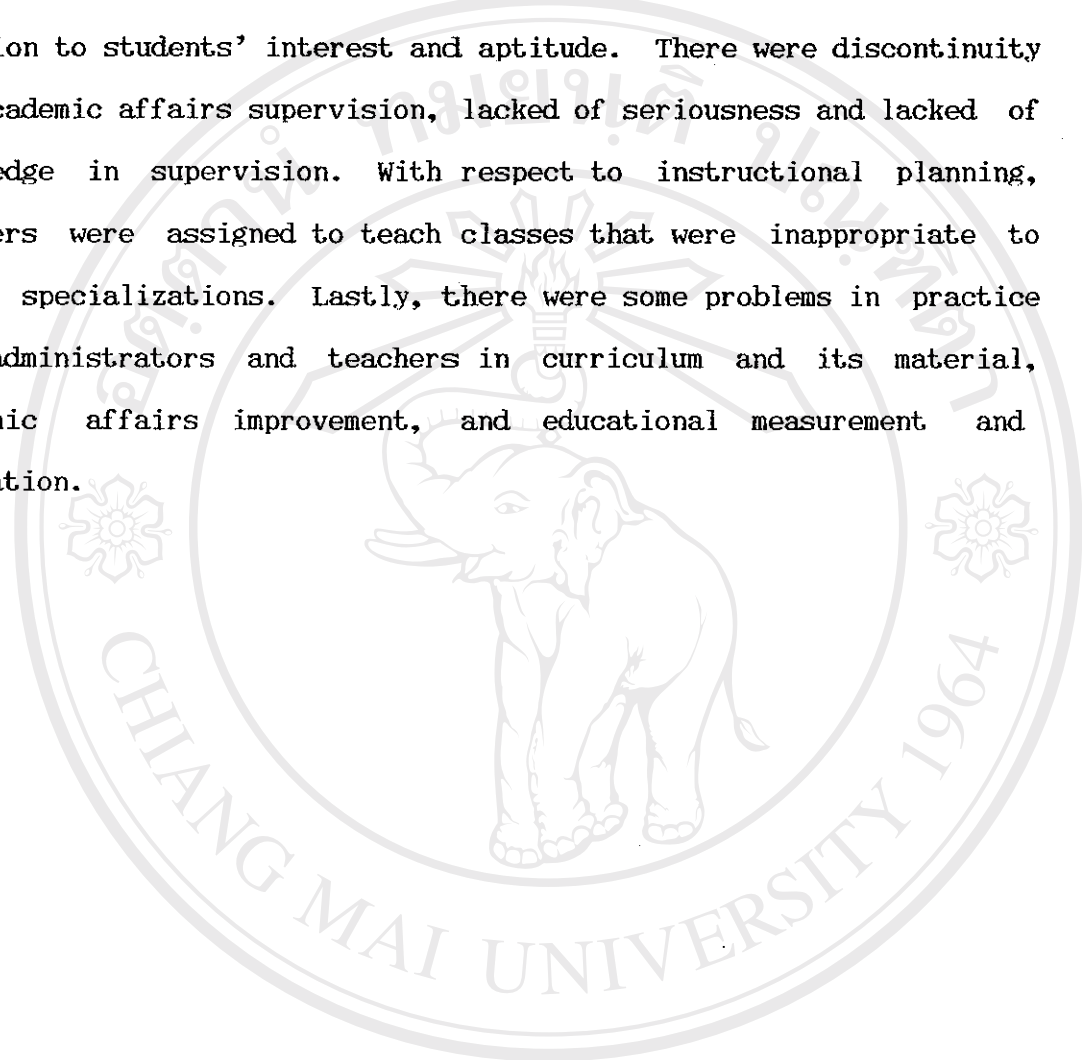 ion to students' interest and aptitude. There were discontinuity
cademic affairs supervision, lacked of seriousness and lacked of
edge in supervision. With respect to instructional planning,
ers were assigned to teach classes that were inappropriate to
specializations. Lastly, there were some problems in practice
administrators and teachers in curriculum and its material,
nic affairs improvement, and educational measurement and
ation.
CHIANG MAI UNIVERSITY 1964